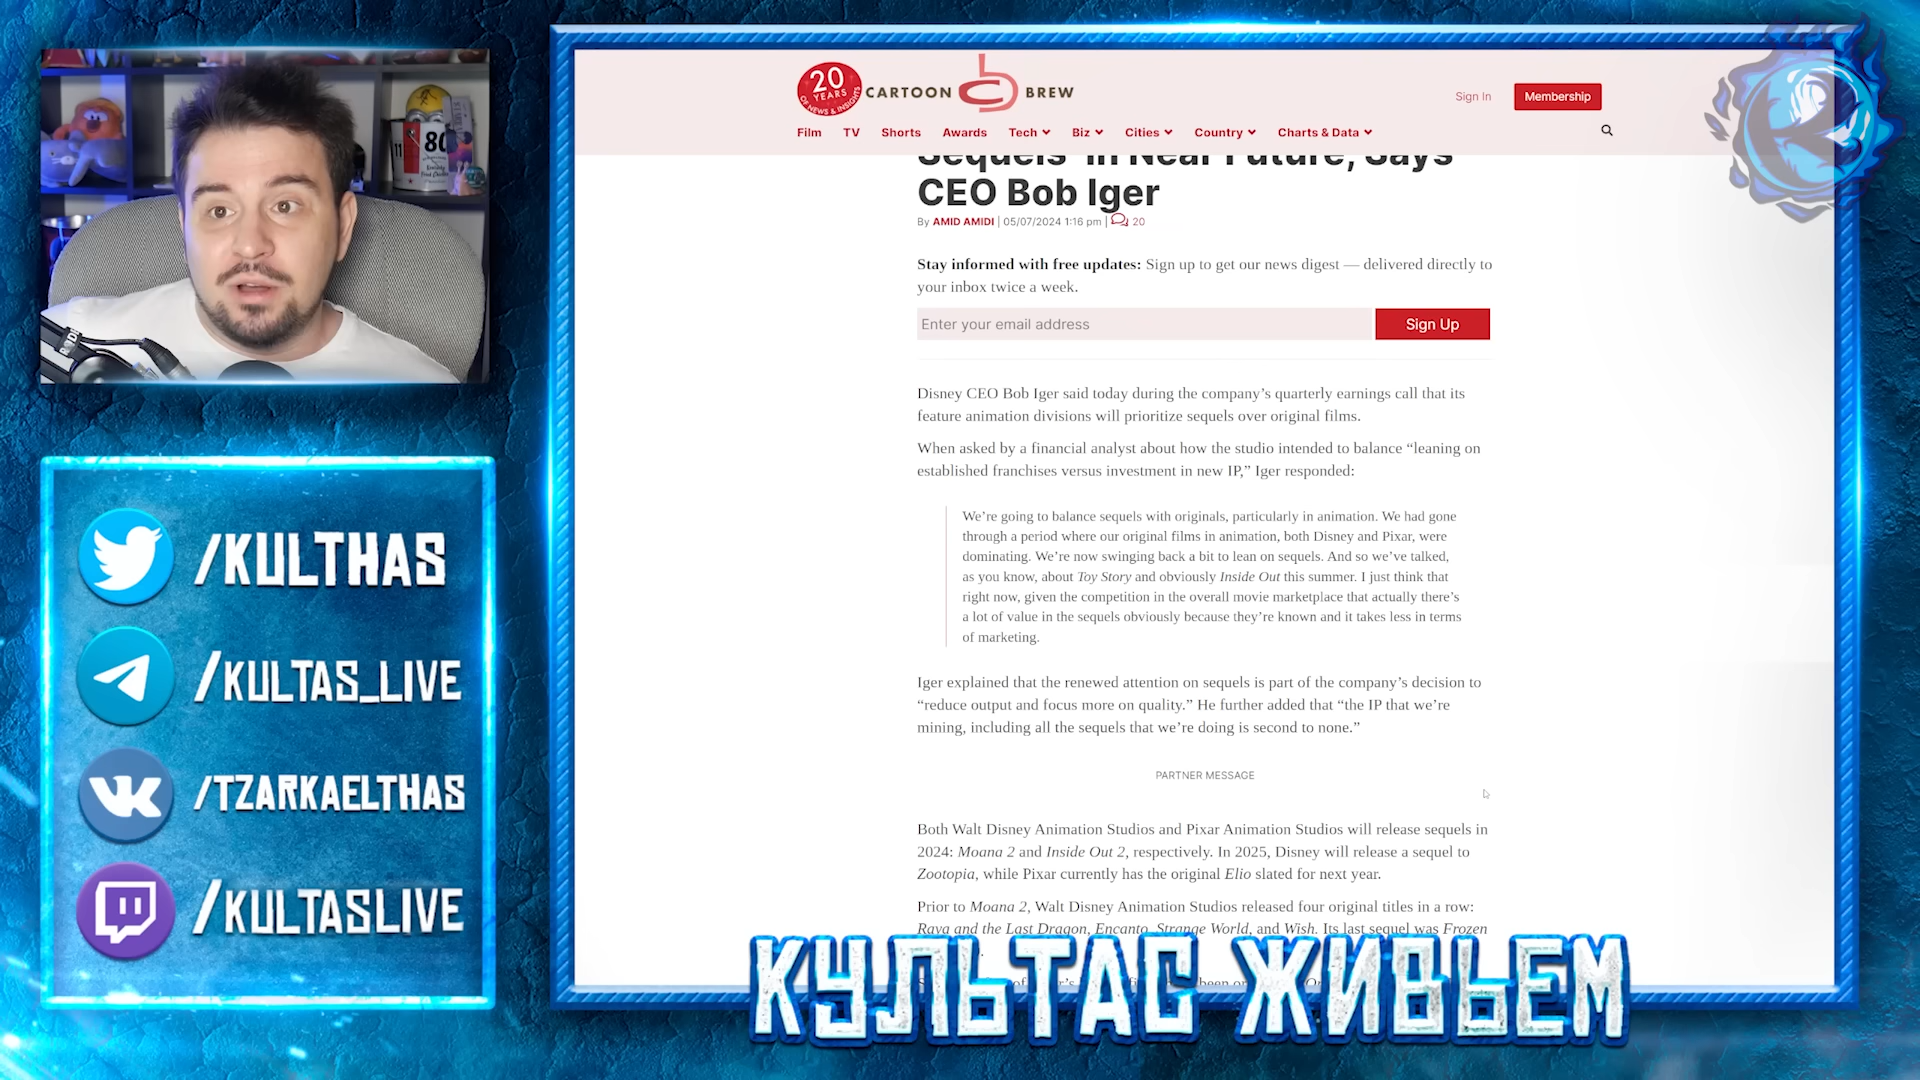 20
YEARS
OF NEWS & INSIGHTS
CARTOON BREW
Sign In
Membership
Film
TV
Shorts
Awards
Tech
Biz
Cities
Country
Charts & Data
Sequels' In Near Future, Says
CEO Bob Iger
By AMID AMIDI | 05/07/2024 1:16 pm | 20
Stay informed with free updates: Sign up to get our news digest — delivered directly to
your inbox twice a week.
Enter your email address
Sign Up
Disney CEO Bob Iger said today during the company’s quarterly earnings call that its
feature animation divisions will prioritize sequels over original films.
When asked by a financial analyst about how the studio intended to balance “leaning on
established franchises versus investment in new IP,” Iger responded:
We’re going to balance sequels with originals, particularly in animation. We had gone
through a period where our original films in animation, both Disney and Pixar, were
dominating. We’re now swinging back a bit to lean on sequels. And so we’ve talked,
as you know, about Toy Story and obviously Inside Out this summer. I just think that
right now, given the competition in the overall movie marketplace that actually there’s
a lot of value in the sequels obviously because they’re known and it takes less in terms
of marketing.
Iger explained that the renewed attention on sequels is part of the company’s decision to
“reduce output and focus more on quality.” He further added that “the IP that we’re
mining, including all the sequels that we’re doing is second to none.”
PARTNER MESSAGE
Both Walt Disney Animation Studios and Pixar Animation Studios will release sequels in
2024: Moana 2 and Inside Out 2, respectively. In 2025, Disney will release a sequel to
Zootopia, while Pixar currently has the original Elio slated for next year.
Prior to Moana 2, Walt Disney Animation Studios released four original titles in a row:
Raya and the Last Dragon, Encanto, Strange World, and Wish. Its last sequel was Frozen
КУЛЬТАС ЖИВЬЕМ
80
11
RØDE
/KULTHAS
/KULTAS_LIVE
/TZARKAELTHAS
/KULTASLIVE